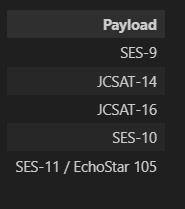 Payload
SES-9
JCSAT-14
JCSAT-16
SES-10
SES-11 / EchoStar 105